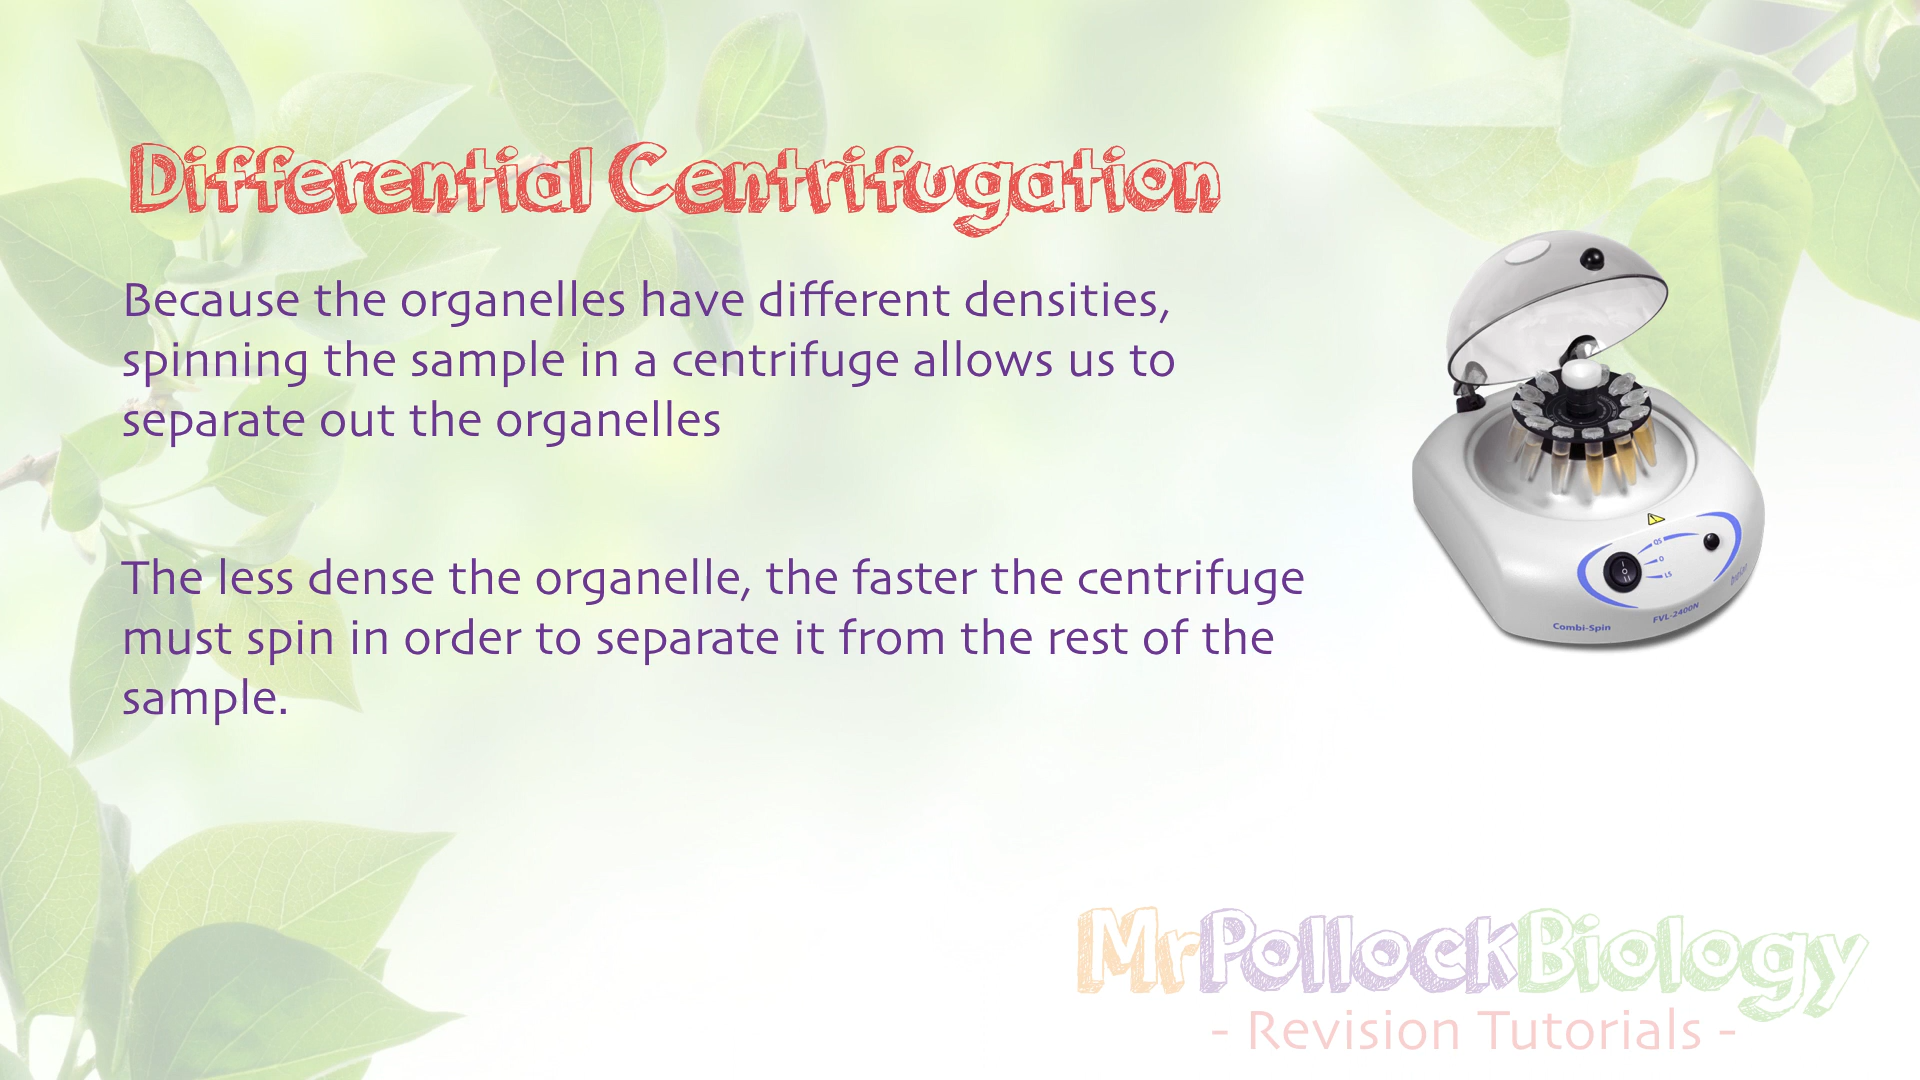 Differential Centrifugation
Because the organelles have different densities,
spinning the sample in a centrifuge allows us to
separate out the organelles
The less dense the organelle, the faster the centrifuge
must spin in order to separate it from the rest of the
sample.
QS
O
LS
Combi-Spin
FVL-2400N
MrPollockBiology
- Revision Tutorials -